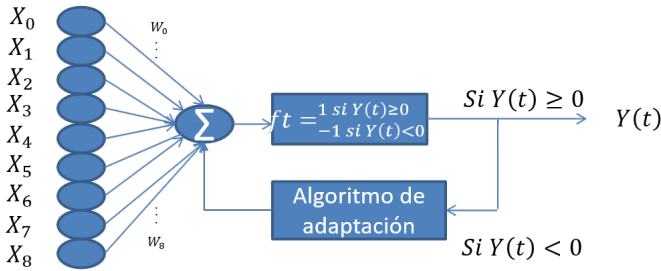 X₀
X₁
X₂
X₃
X₄
X₅
X₆
X₇
X₈
W₀
⋮
⋮
W₈
Σ
ft = 1 si Y(t)≥0
-1 si Y(t)<0
Si Y(t) ≥ 0
Y(t)
Algoritmo de
adaptación
Si Y(t) < 0